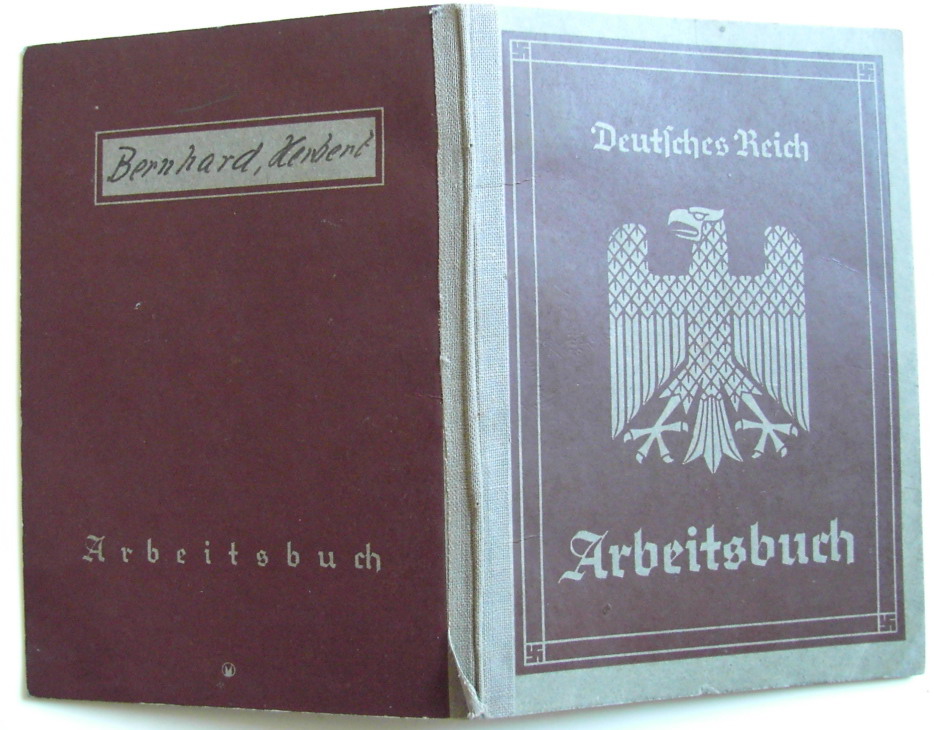 Bernhard, Herbert
Arbeitsbuch
Deutsches Reich
Arbeitsbuch